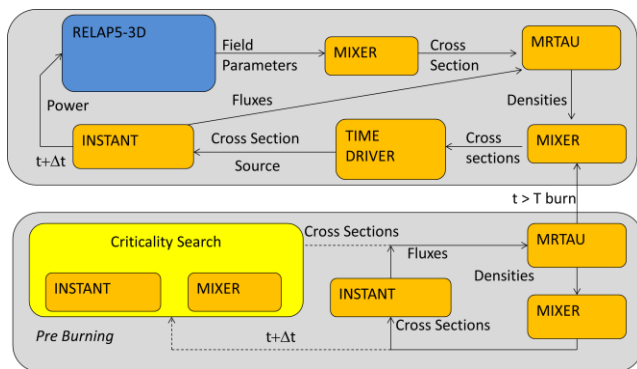 RELAP5-3D
Field
Parameters
MIXER
Cross
Section
MRTAU
Power
Fluxes
Densities
INSTANT
t+Δt
Cross Section
Source
TIME
DRIVER
Cross
sections
MIXER
t > T burn
Criticality Search
Cross Sections
MRTAU
Fluxes
Densities
INSTANT
MIXER
INSTANT
MIXER
Cross Sections
Pre Burning
t+Δt